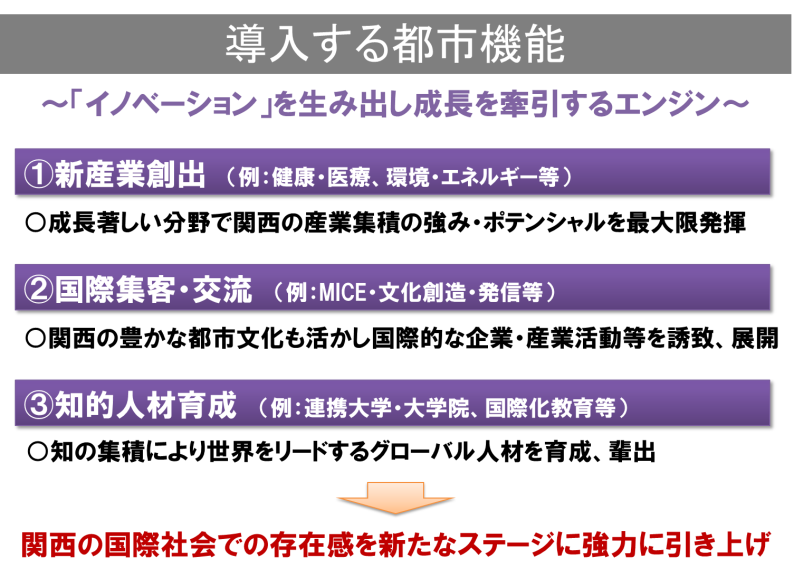 導入する都市機能
～「イノベーション」を生み出し成長を牽引するエンジン～
①新産業創出 （例：健康・医療、環境・エネルギー等）
○成長著しい分野で関西の産業集積の強み・ポテンシャルを最大限発揮
②国際集客・交流 （例：MICE・文化創造・発信等）
○関西の豊かな都市文化も活かし国際的な企業・産業活動等を誘致、展開
③知的人材育成 （例：連携大学・大学院、国際化教育等）
○知の集積により世界をリードするグローバル人材を育成、輩出
関西の国際社会での存在感を新たなステージに強力に引き上げ